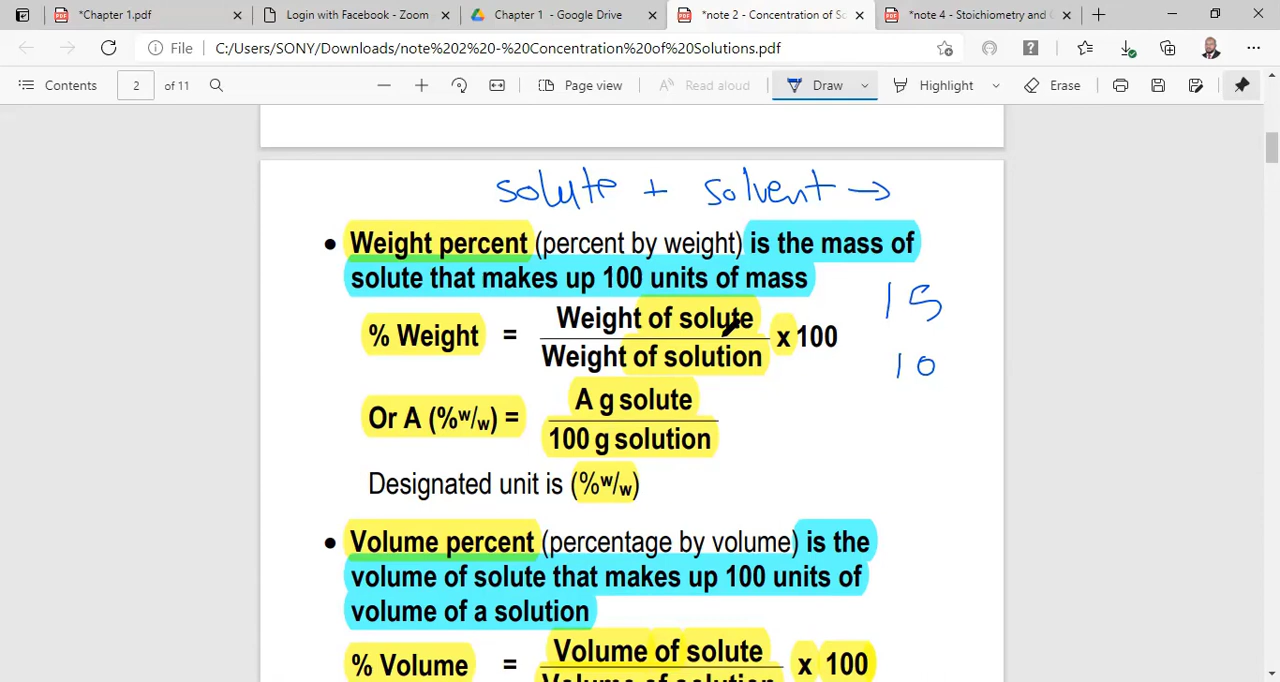 *Chapter 1.pdf
Login with Facebook - Zoom
Chapter 1 - Google Drive
*note 2 - Concentration of So
*note 4 - Stoichiometry and
File C:/Users/SONY/Downloads/note%202%20-%20Concentration%20of%20Solutions.pdf
Contents 2 of 11 Page view Read aloud Draw Highlight Erase
solute + solvent →
• Weight percent (percent by weight) is the mass of
solute that makes up 100 units of mass
% Weight = Weight of solute / Weight of solution x 100
15
10
Or A (%w/w) = A g solute / 100 g solution
Designated unit is (%w/w)
• Volume percent (percentage by volume) is the
volume of solute that makes up 100 units of
volume of a solution
% Volume = Volume of solute x 100